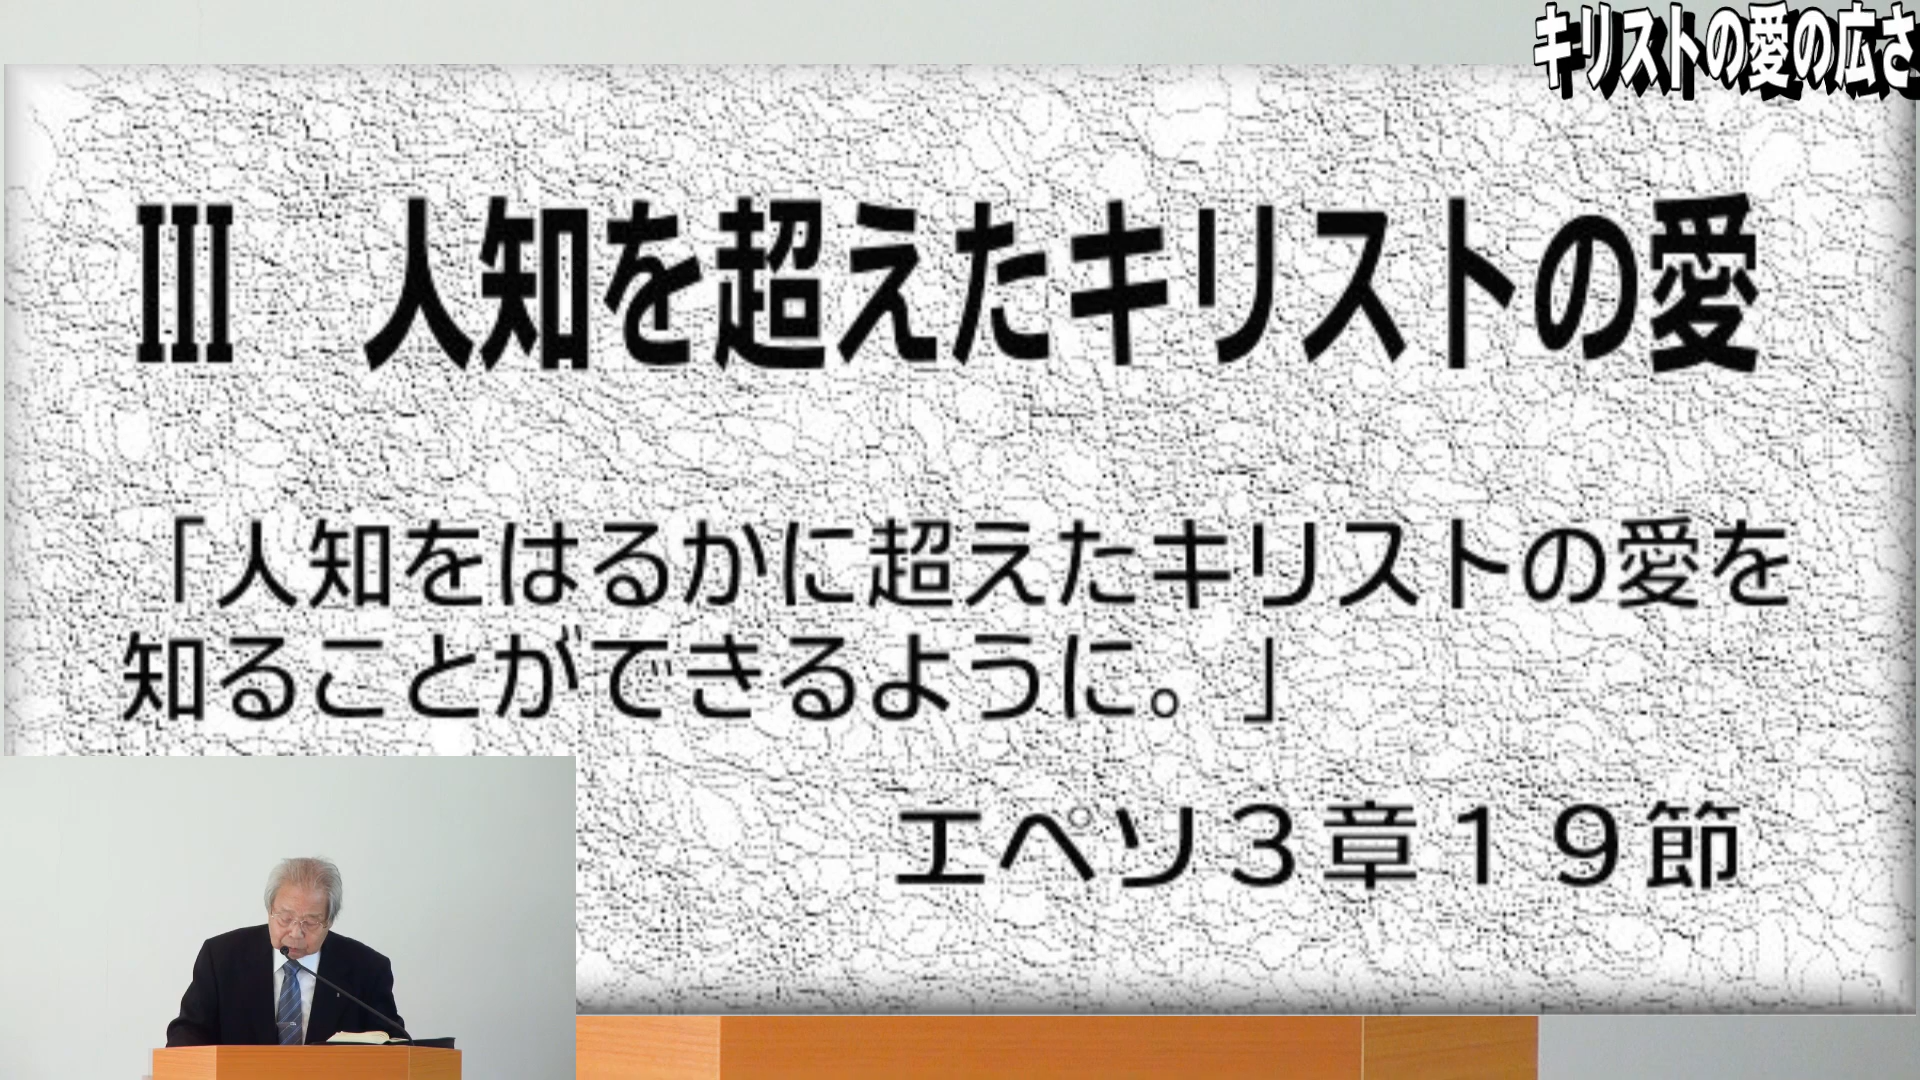 キリストの愛の広さ
Ⅲ　人知を超えたキリストの愛
「人知をはるかに超えたキリストの愛を
知ることができるように。」
エペソ３章１９節